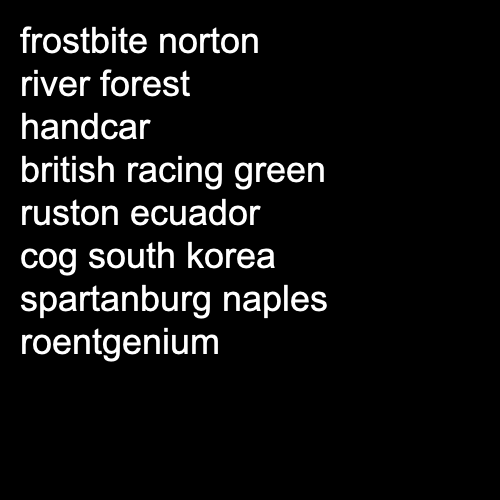 frostbite norton
river forest
handcar
british racing green
ruston ecuador
cog south korea
spartanburg naples
roentgenium